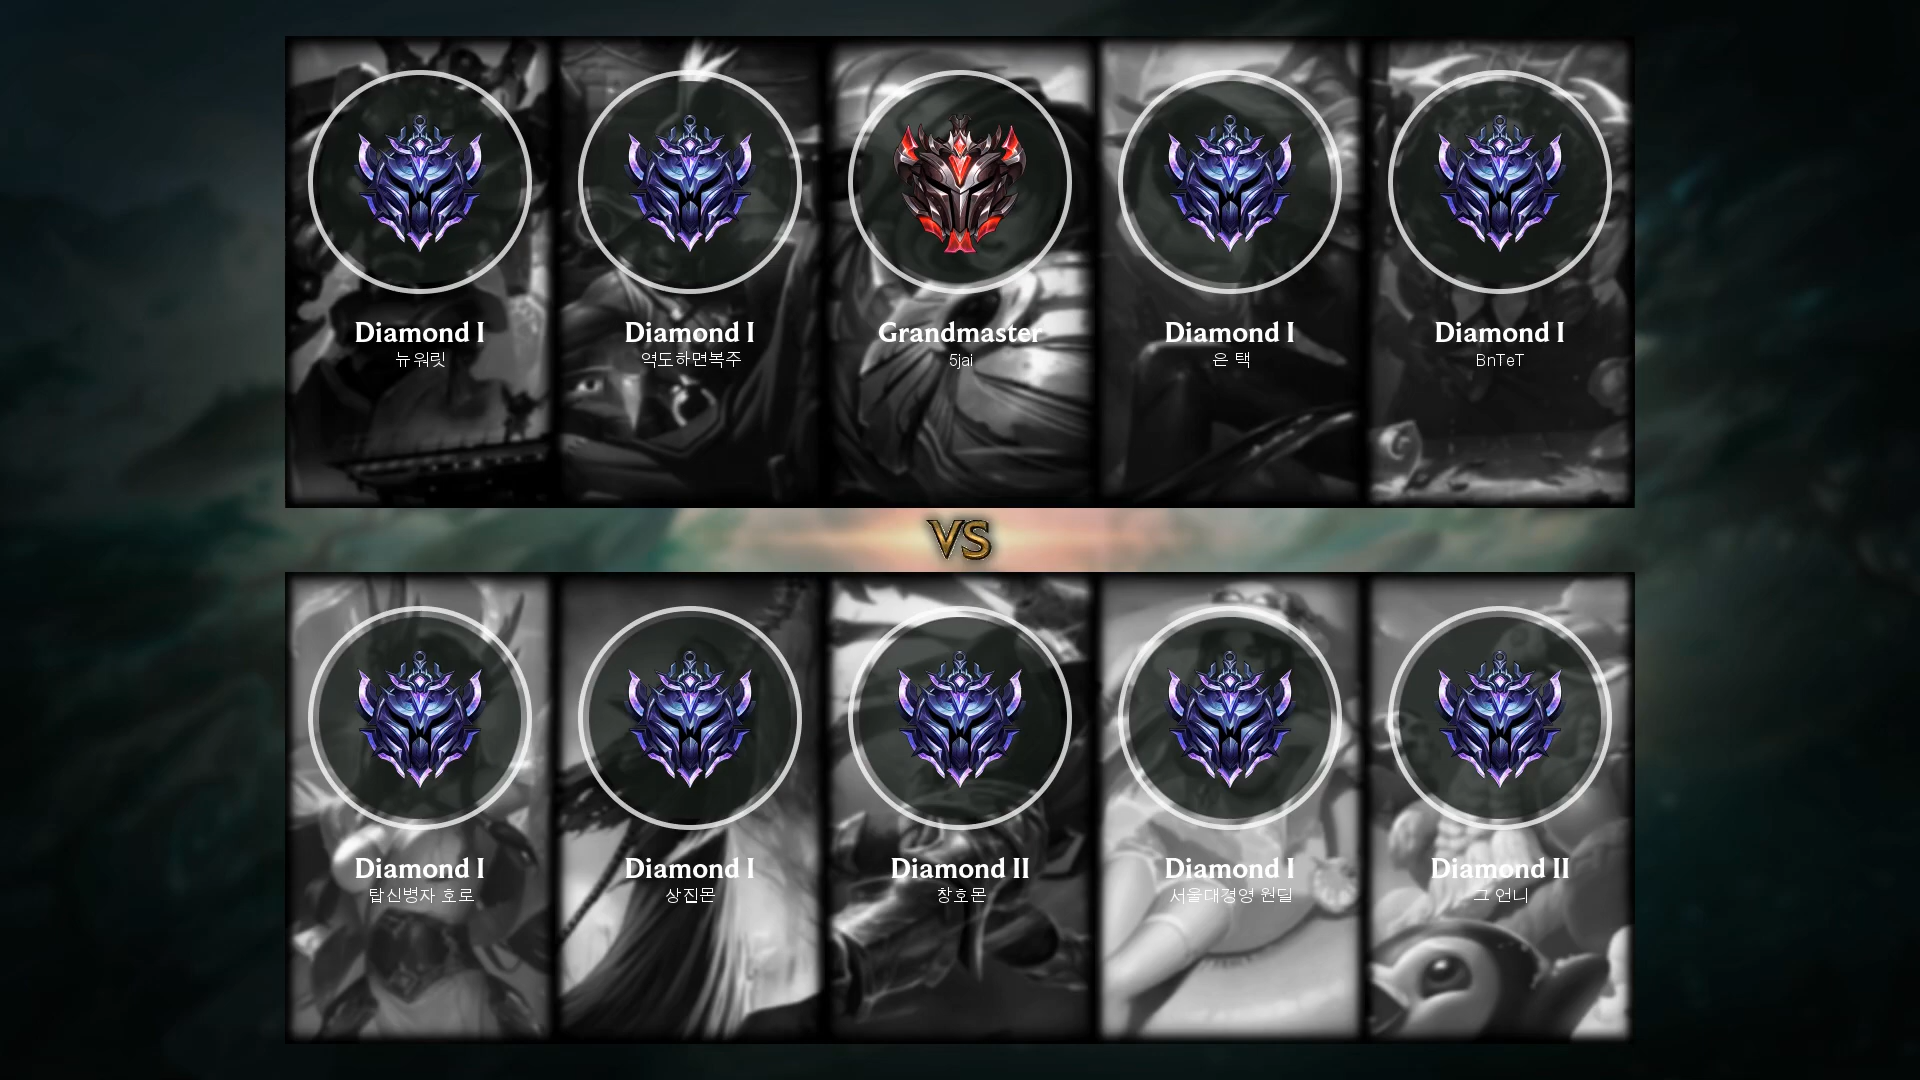 Diamond I
뉴워릿
Diamond I
역도하면복주
Grandmaster
5jai
Diamond I
은 택
Diamond I
BnTeT
VS
Diamond I
탑신병자 호로
Diamond I
상진몬
Diamond II
창호몬
Diamond I
서울대경영 원딜
Diamond II
그 언니